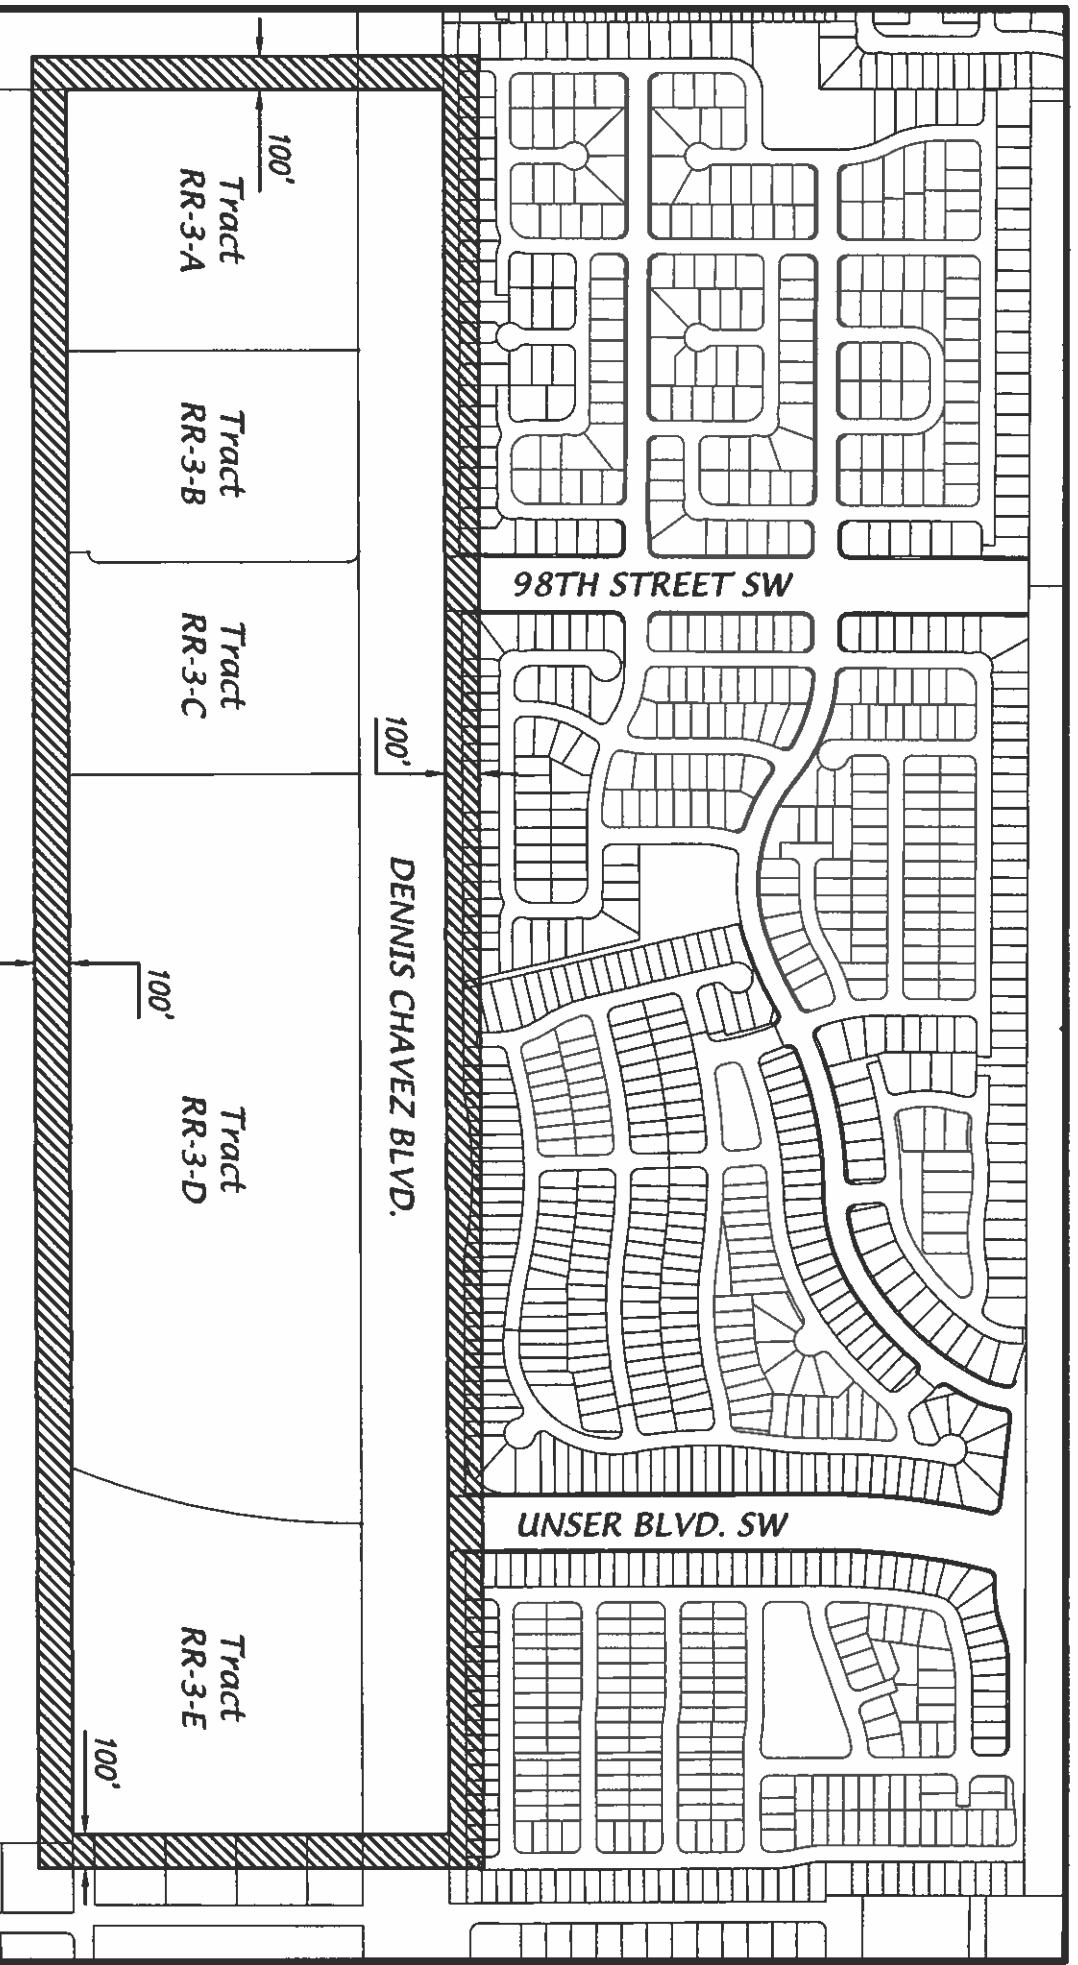 100'
Tract
RR-3-A
Tract
RR-3-B
98TH STREET SW
Tract
RR-3-C
100'
DENNIS CHAVEZ BLVD.
100'
Tract
RR-3-D
UNSER BLVD. SW
Tract
RR-3-E
100'